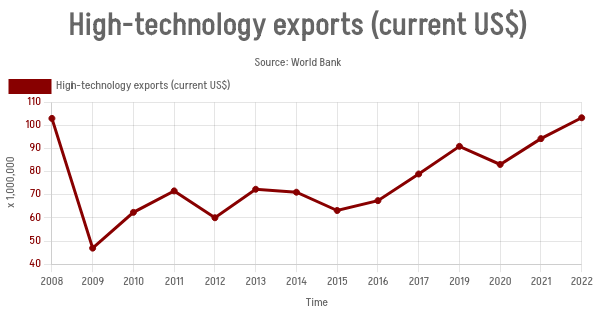 High-technology exports (current US$)
Source: World Bank
High-technology exports (current US$)
110
100
90
80
70
60
50
40
x 1,000,000
2008 2009 2010 2011 2012 2013 2014 2015 2016 2017 2018 2019 2020 2021 2022
Time